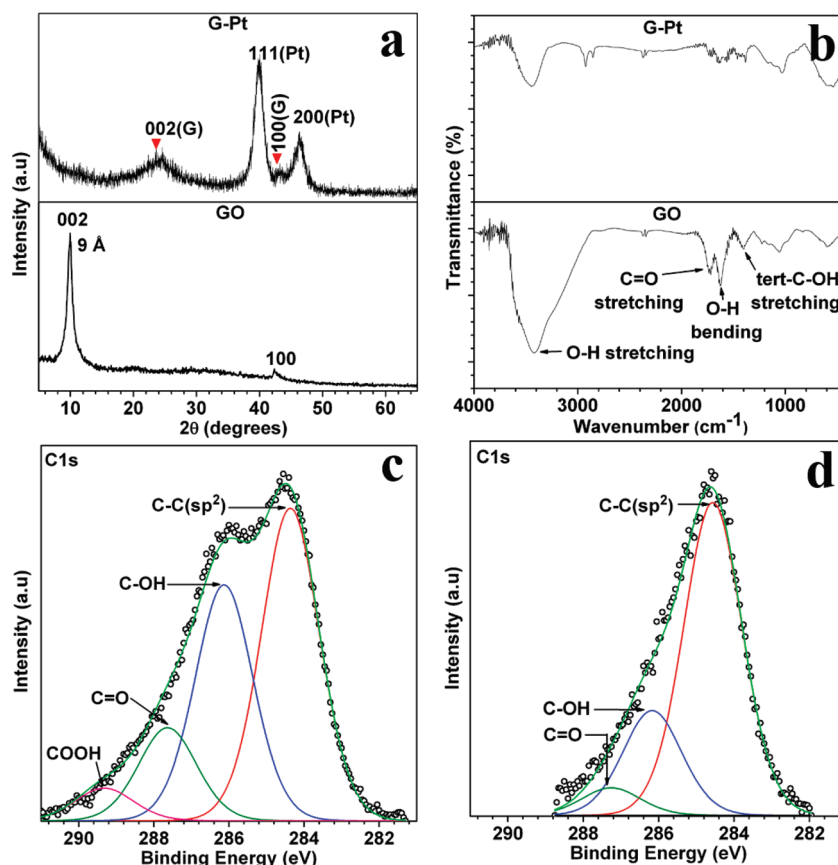 G-Pt
a
111(Pt)
002(G)
100(G)
200(Pt)
GO
002
9 Å
100
Intensity (a.u)
10 20 30 40 50 60
2θ (degrees)
G-Pt
b
GO
C=O
stretching
O-H
bending
tert-C-OH
stretching
O-H stretching
Transmittance (%)
4000 3000 2000 1000
Wavenumber (cm⁻¹)
C1s
c
C-C(sp²)
C-OH
C=O
COOH
Intensity (a.u)
290 288 286 284 282
Binding Energy (eV)
C1s
d
C-C(sp²)
C-OH
C=O
Intensity (a.u)
290 288 286 284 282
Binding Energy (eV)